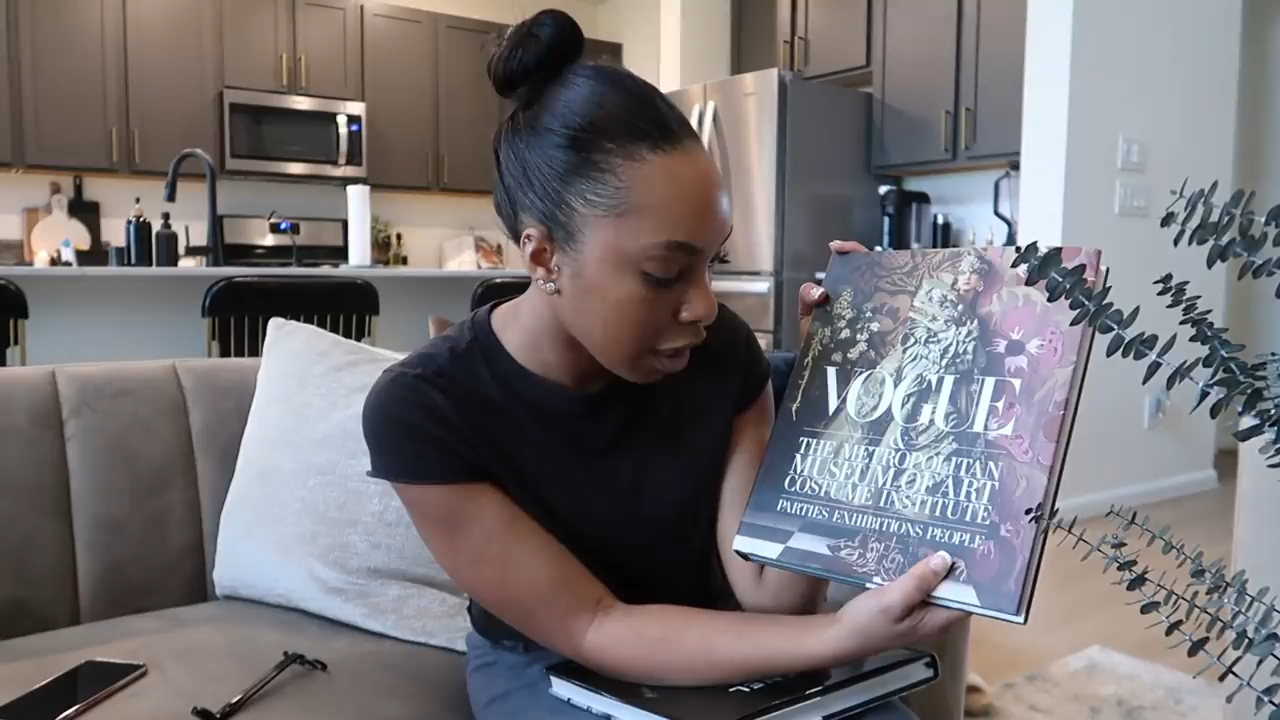 VOGUE
&
THE METROPOLITAN
MUSEUM OF ART
COSTUME INSTITUTE
PARTIES EXHIBITIONS PEOPLE